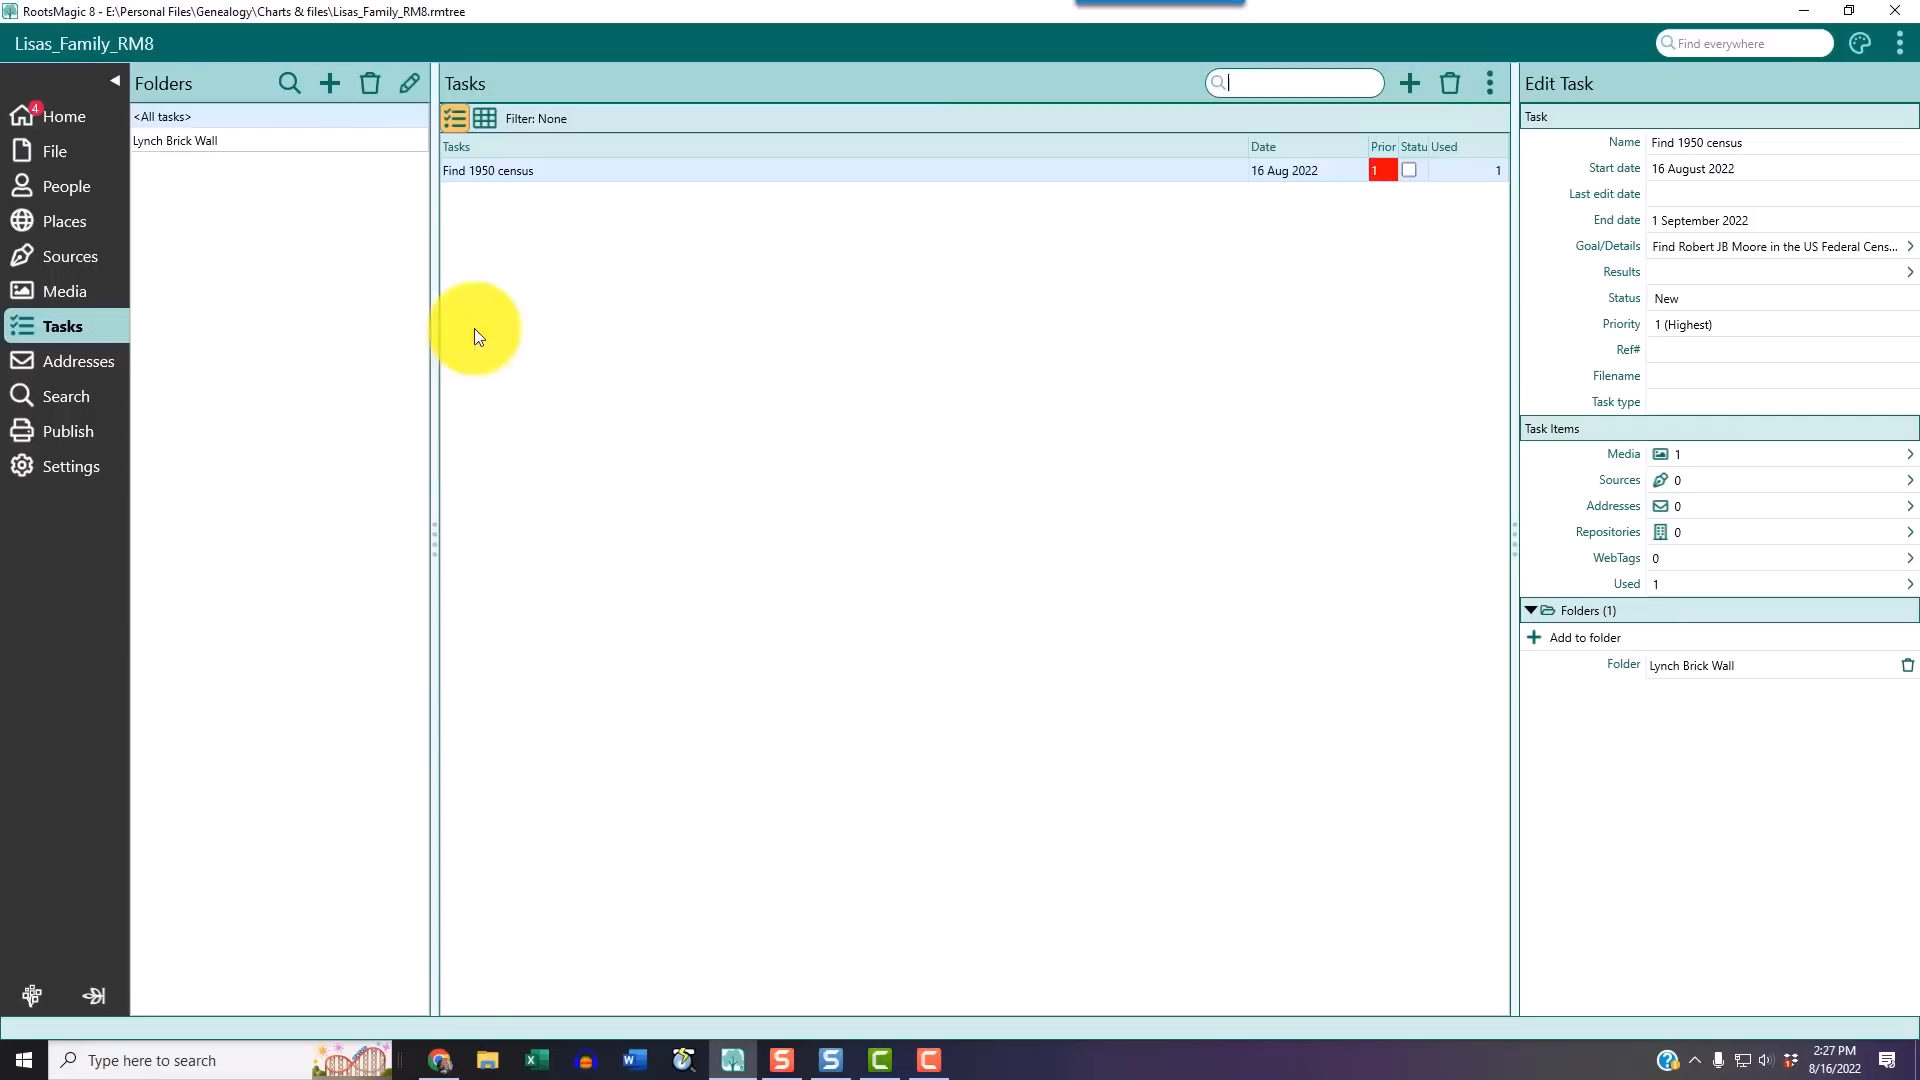 RootsMagic 8 - E:\Personal Files\Genealogy\Charts & files\Lisas_Family_RM8.rmtree
Lisas_Family_RM8
Find everywhere
4
Home
File
People
Places
Sources
Media
Tasks
Addresses
Search
Publish
Settings
Folders
<All tasks>
Lynch Brick Wall
Tasks
Filter: None
Tasks Date Prior Statu Used
Find 1950 census 16 Aug 2022 1 1
Edit Task
Task
Name Find 1950 census
Start date 16 August 2022
Last edit date
End date 1 September 2022
Goal/Details Find Robert JB Moore in the US Federal Cens...
Results
Status New
Priority 1 (Highest)
Ref#
Filename
Task type
Task Items
Media 1
Sources 0
Addresses 0
Repositories 0
WebTags 0
Used 1
Folders (1)
Add to folder
Folder Lynch Brick Wall
Type here to search
2:27 PM
8/16/2022